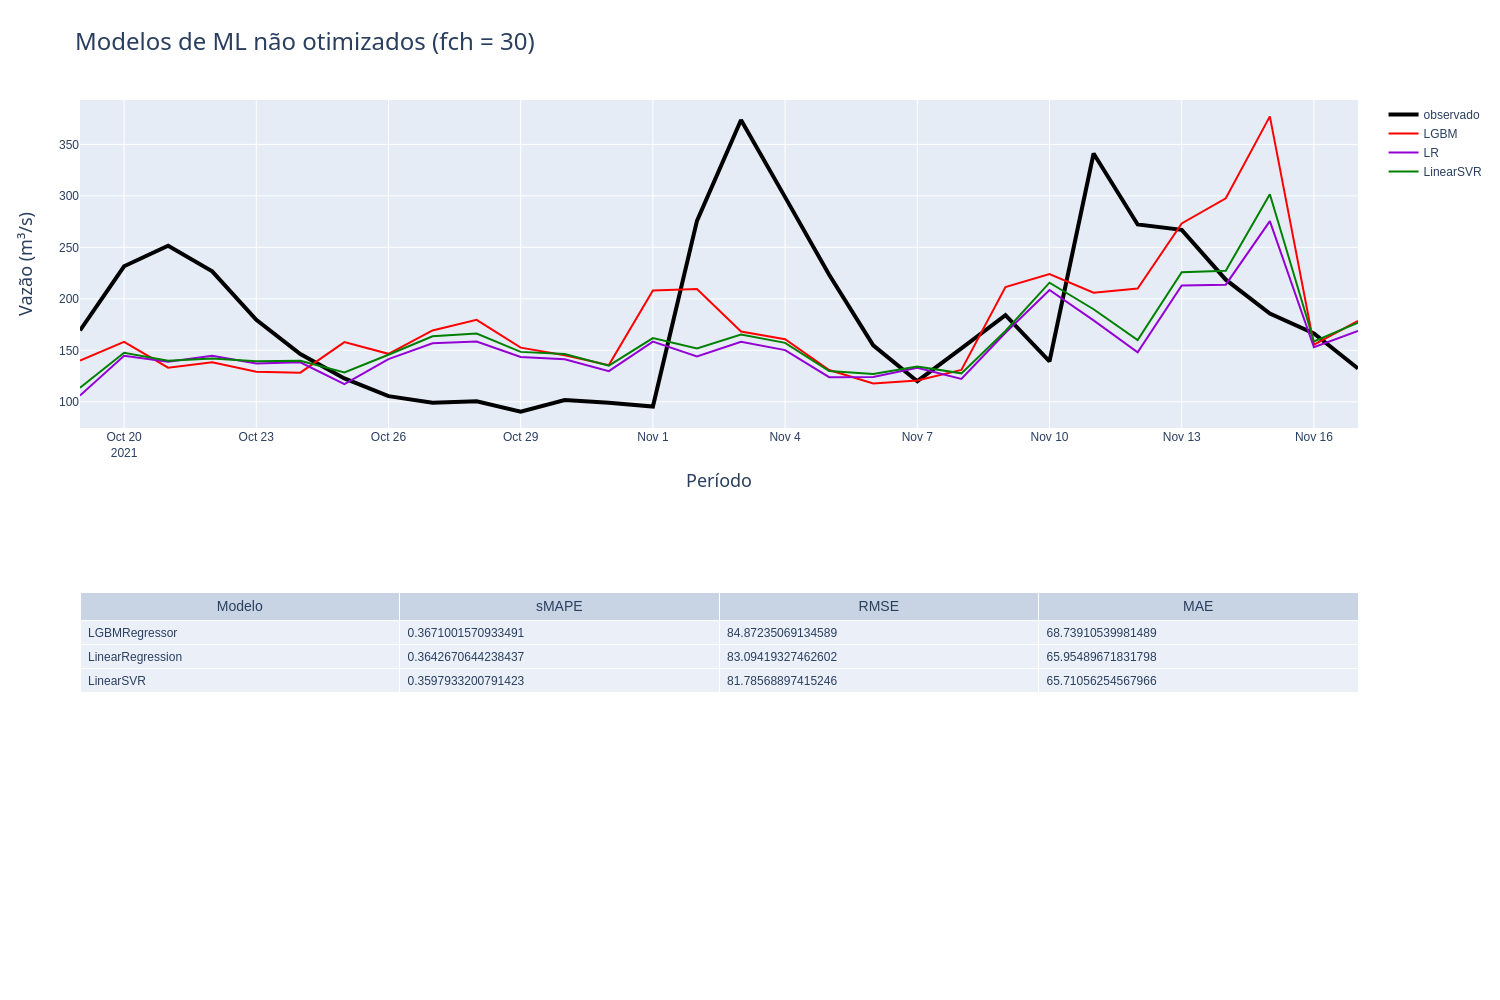 Modelos de ML não otimizados (fch = 30)
Vazão (m³/s)
350
300
250
200
150
100
Oct 20 Oct 23 Oct 26 Oct 29 Nov 1 Nov 4 Nov 7 Nov 10 Nov 13 Nov 16
2021
Período
observado
LGBM
LR
LinearSVR
Modelo sMAPE RMSE MAE
LGBMRegressor 0.3671001570933491 84.87235069134589 68.73910539981489
LinearRegression 0.3642670644238437 83.09419327462602 65.95489671831798
LinearSVR 0.3597933200791423 81.78568897415246 65.71056254567966